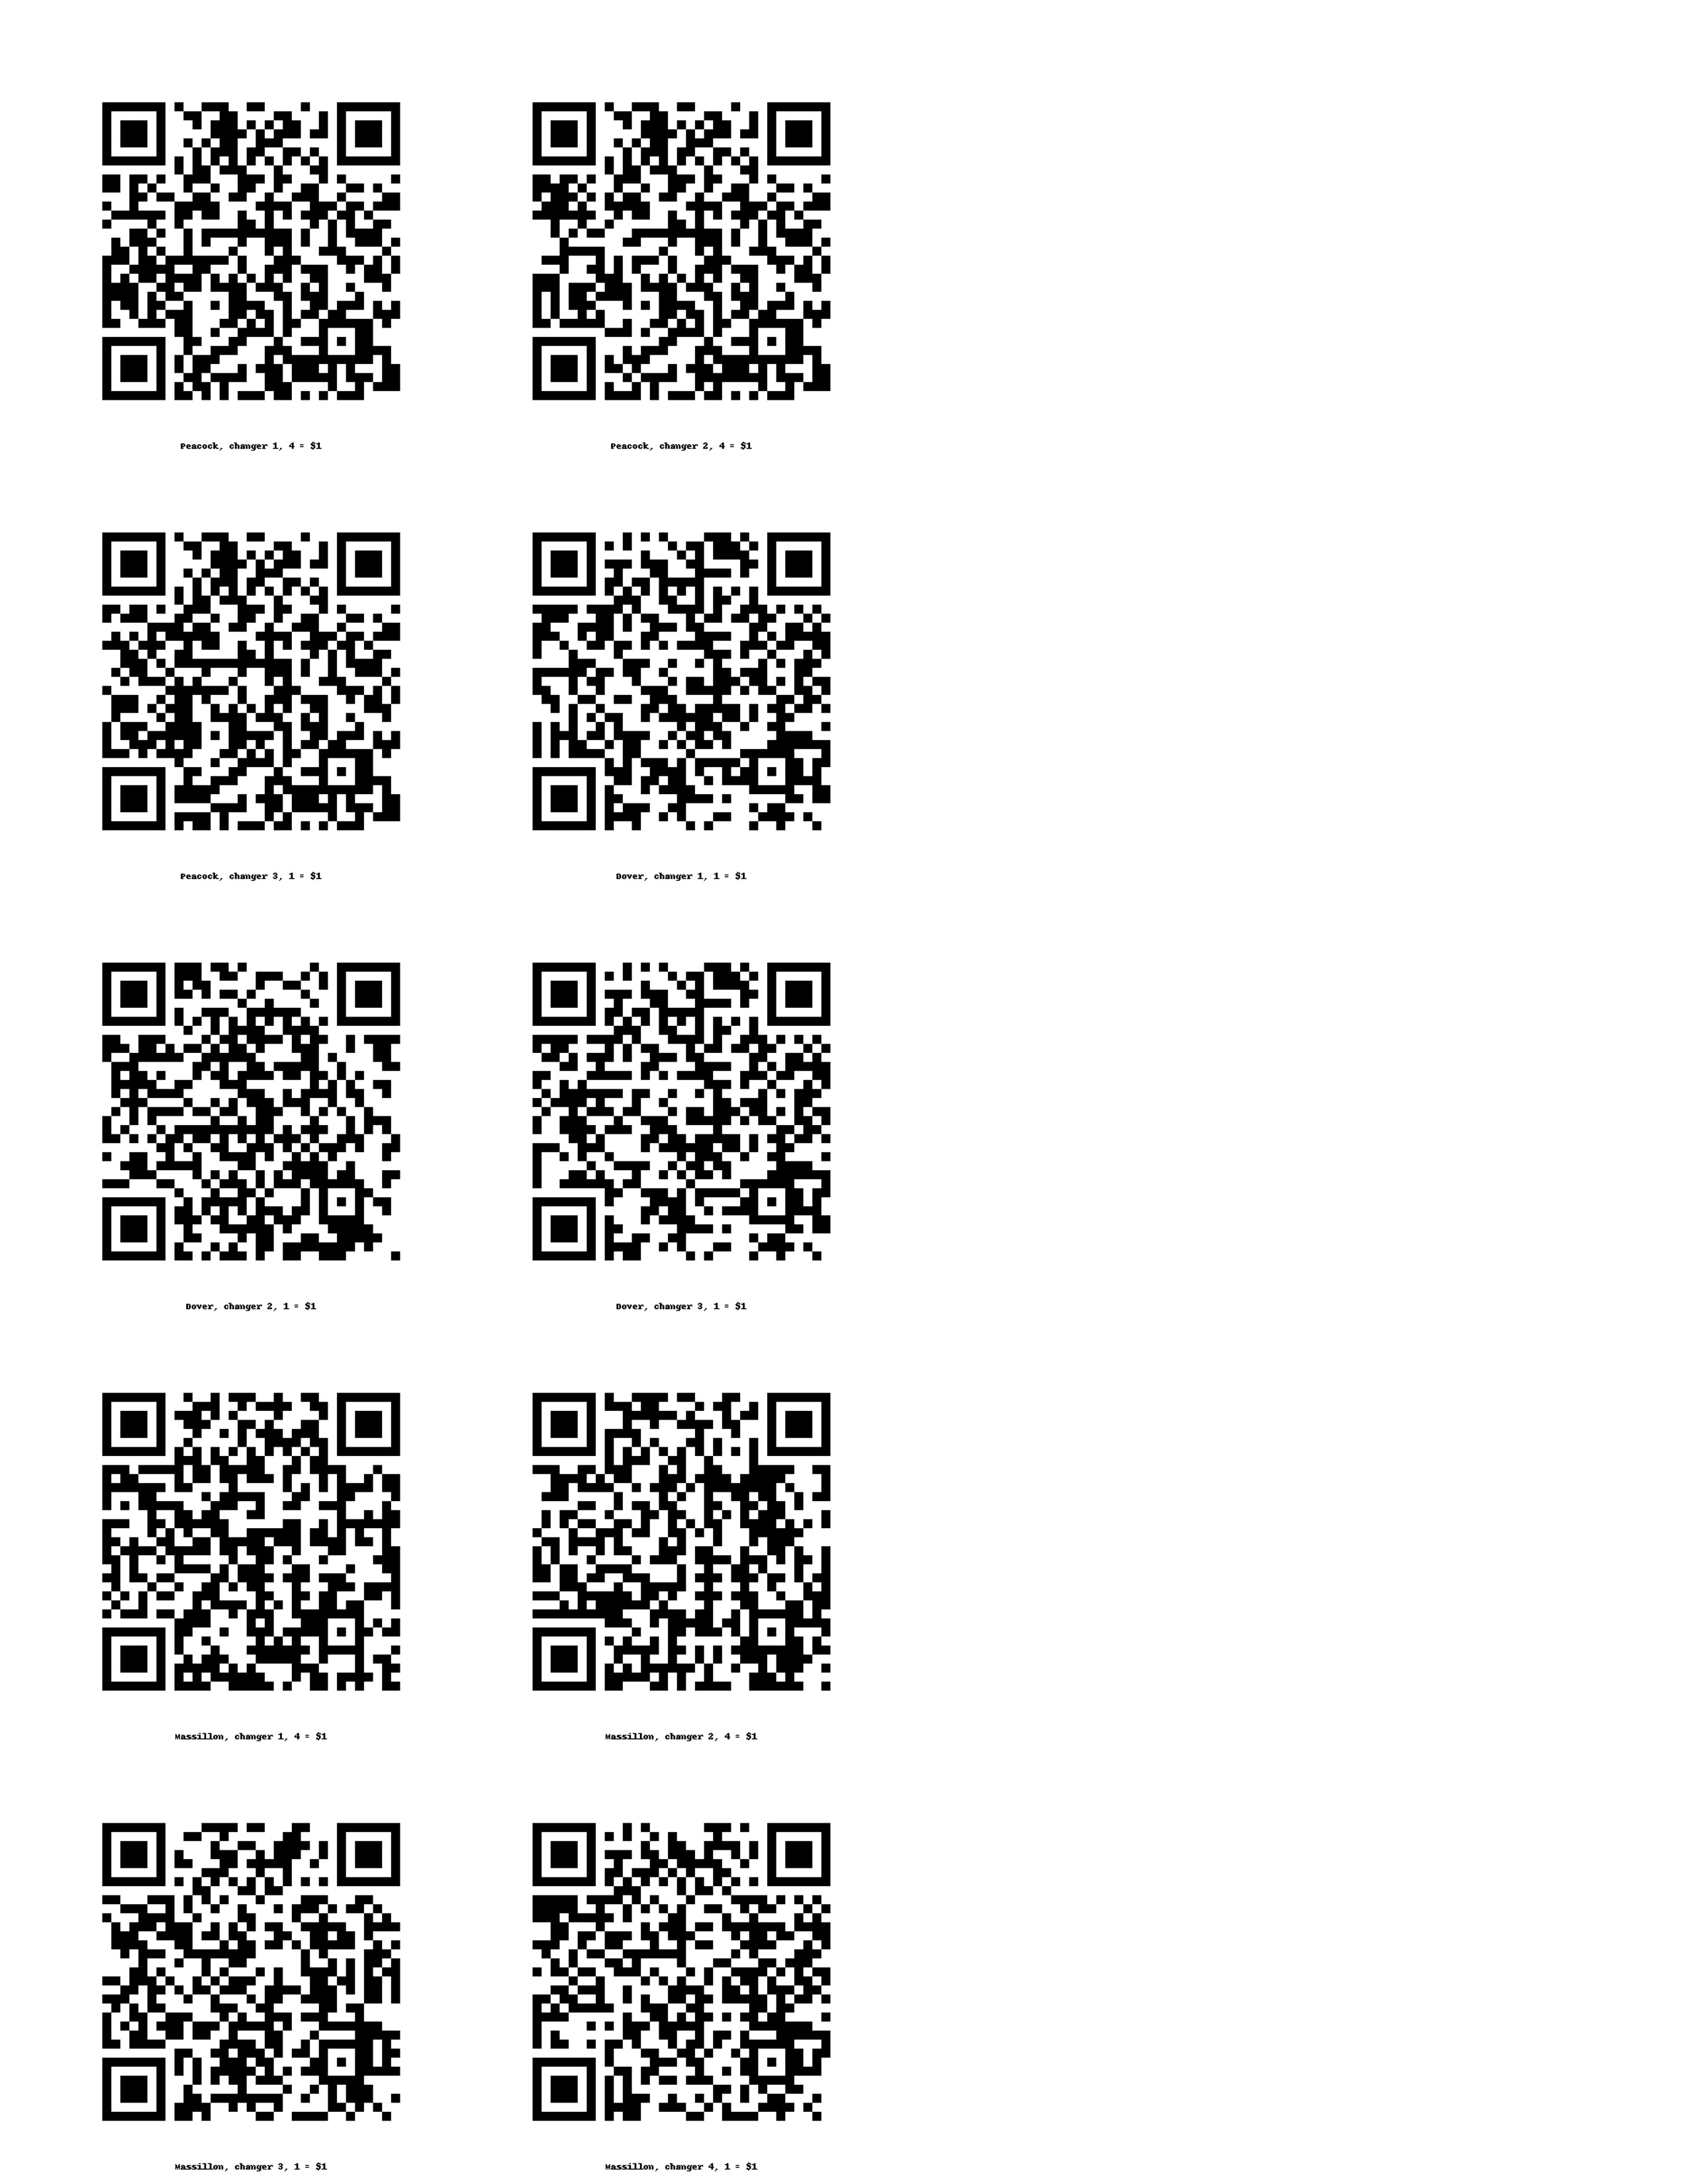 Peacock, changer 1, 4 = $1
Peacock, changer 2, 4 = $1
Peacock, changer 3, 1 = $1
Dover, changer 1, 1 = $1
Dover, changer 2, 1 = $1
Dover, changer 3, 1 = $1
Massillon, changer 1, 4 = $1
Massillon, changer 2, 4 = $1
Massillon, changer 3, 1 = $1
Massillon, changer 4, 1 = $1